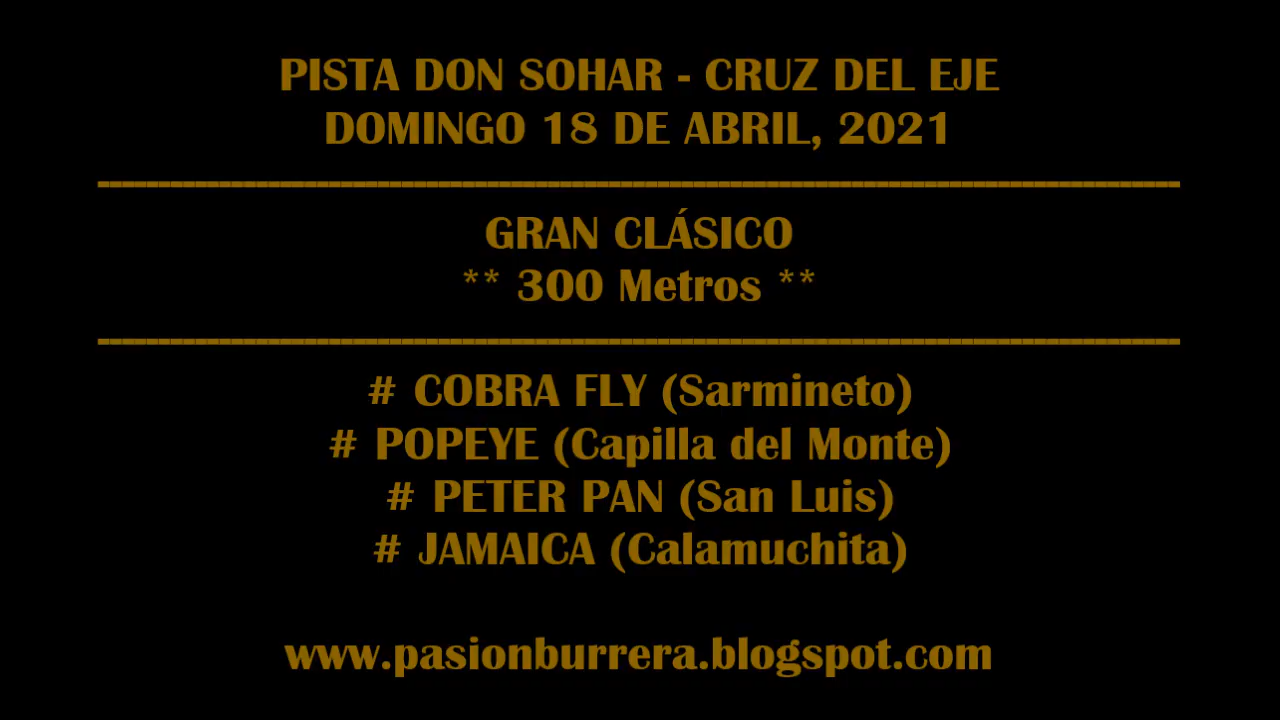 PISTA DON SOHAR - CRUZ DEL EJE
DOMINGO 18 DE ABRIL, 2021
GRAN CLÁSICO
** 300 Metros **
# COBRA FLY (Sarmineto)
# POPEYE (Capilla del Monte)
# PETER PAN (San Luis)
# JAMAICA (Calamuchita)
www.pasionburrera.blogspot.com